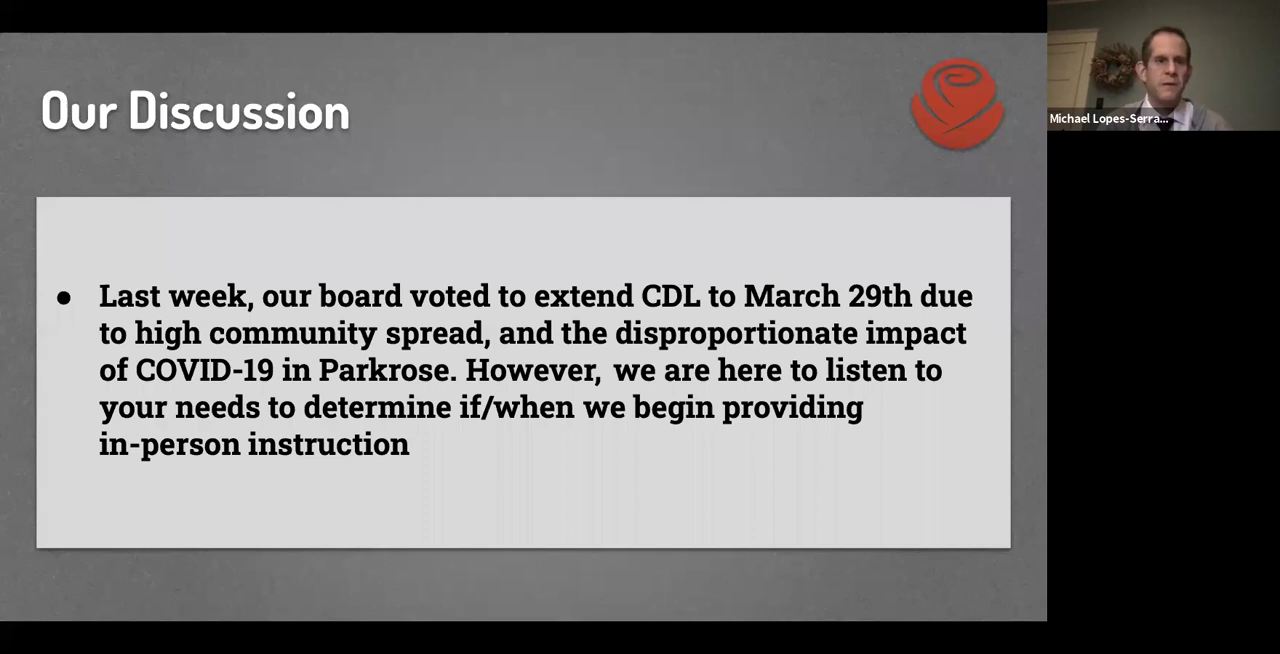 Our Discussion
● Last week, our board voted to extend CDL to March 29th due
to high community spread, and the disproportionate impact
of COVID-19 in Parkrose. However, we are here to listen to
your needs to determine if/when we begin providing
in-person instruction
Michael Lopes-Serra...